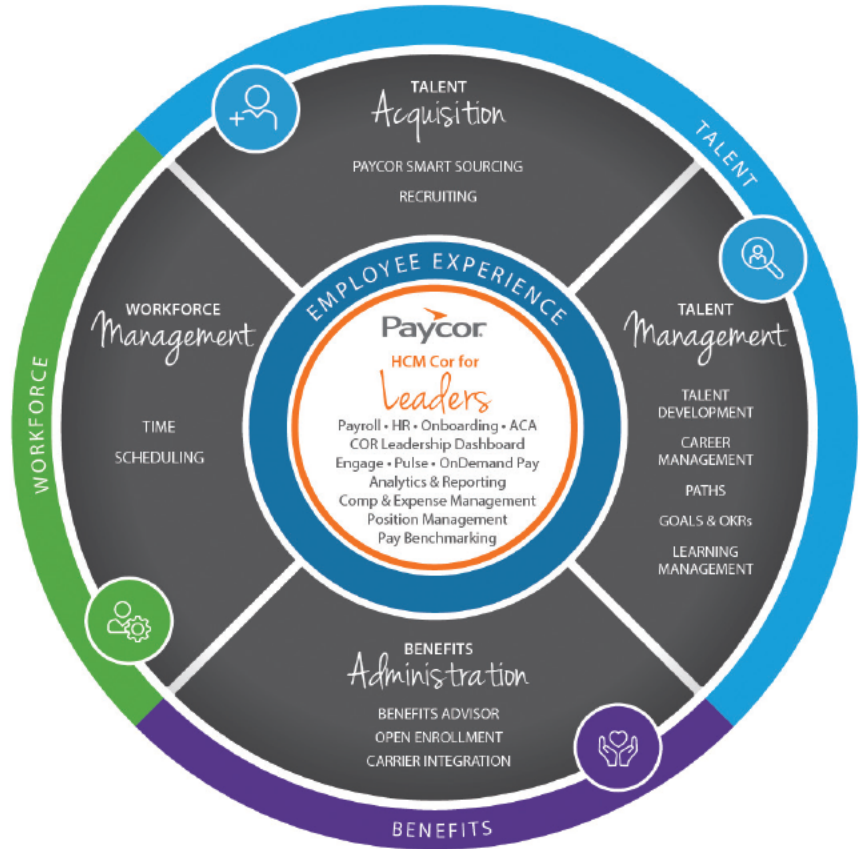 TALENT
Acquisition
PAYCOR SMART SOURCING
RECRUITING
TALENT
WORKFORCE
Management
TIME
SCHEDULING
WORKFORCE
EMPLOYEE EXPERIENCE
Paycor
HCM Cor for
Leaders
Payroll • HR • Onboarding • ACA
COR Leadership Dashboard
Engage • Pulse • OnDemand Pay
Analytics & Reporting
Comp & Expense Management
Position Management
Pay Benchmarking
TALENT
Management
TALENT
DEVELOPMENT
CAREER
MANAGEMENT
PATHS
GOALS & OKRs
LEARNING
MANAGEMENT
BENEFITS
Administration
BENEFITS ADVISOR
OPEN ENROLLMENT
CARRIER INTEGRATION
BENEFITS